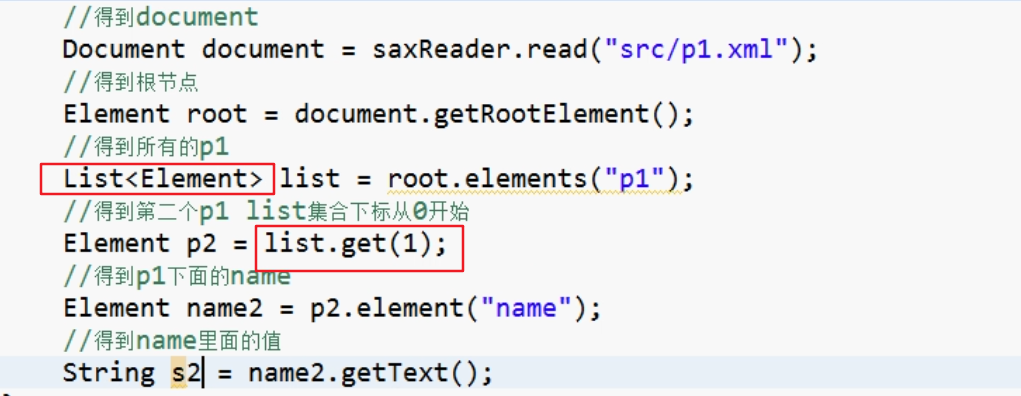 //得到document
Document document = saxReader.read("src/p1.xml");
//得到根节点
Element root = document.getRootElement();
//得到所有的p1
List<Element> list = root.elements("p1");
//得到第二个p1 list集合下标从0开始
Element p2 = list.get(1);
//得到p1下面的name
Element name2 = p2.element("name");
//得到name里面的值
String s2 = name2.getText();